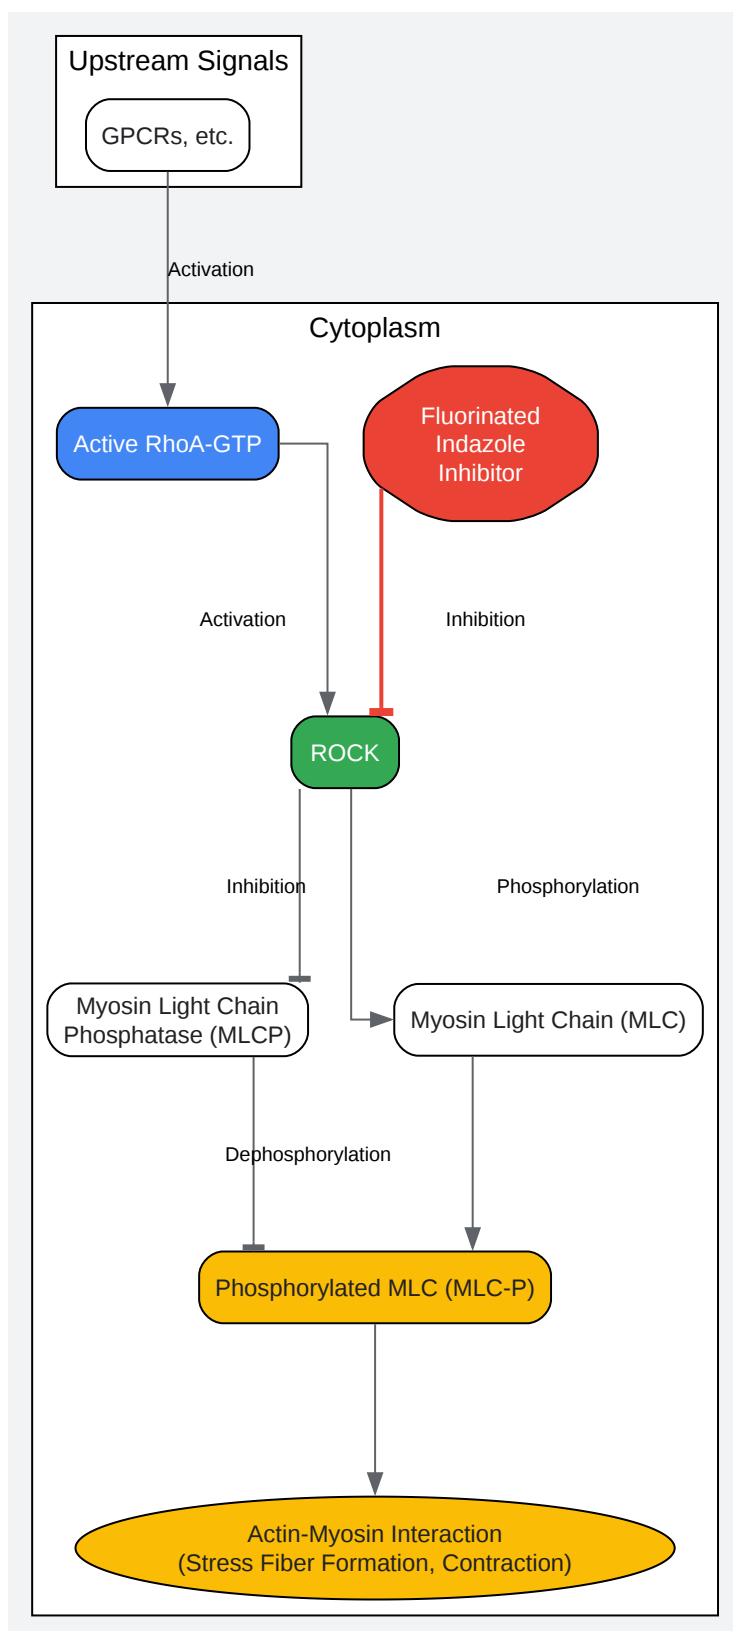 Upstream Signals
GPCRs, etc.
Activation
Cytoplasm
Active RhoA-GTP
Fluorinated
Indazole
Inhibitor
Activation
Inhibition
ROCK
Inhibition
Phosphorylation
Myosin Light Chain
Phosphatase (MLCP)
Myosin Light Chain (MLC)
Dephosphorylation
Phosphorylated MLC (MLC-P)
Actin-Myosin Interaction
(Stress Fiber Formation, Contraction)